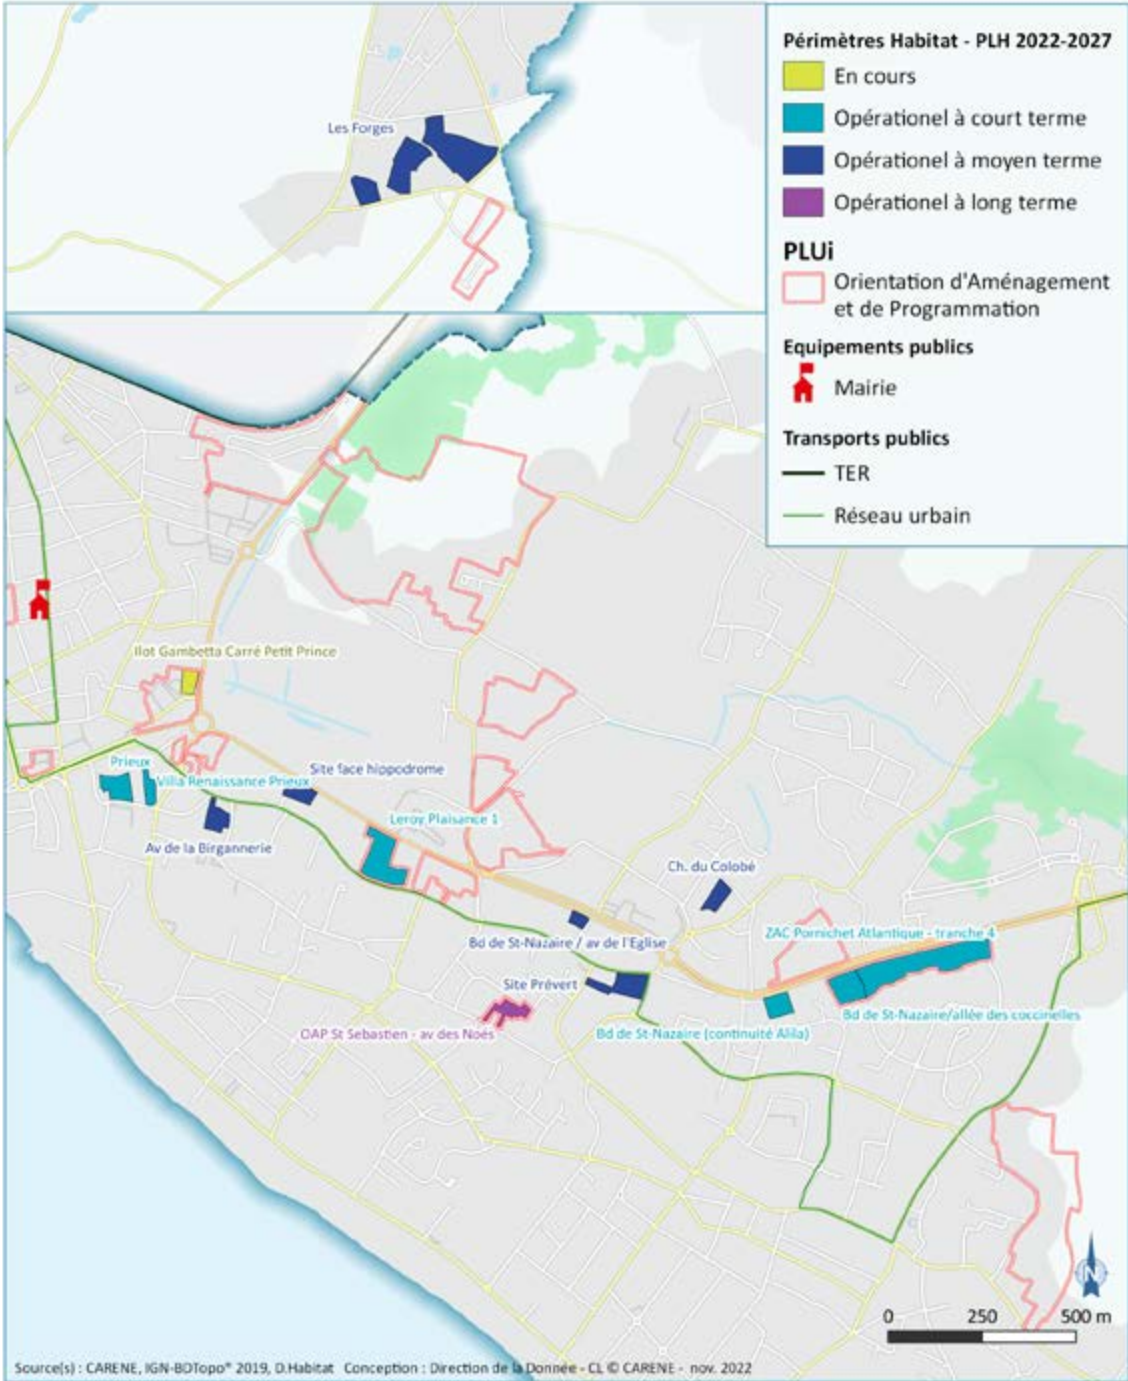 Périmètres Habitat - PLH 2022-2027
En cours
Opérationel à court terme
Opérationel à moyen terme
Opérationel à long terme
PLUi
Orientation d'Aménagement
et de Programmation
Equipements publics
Mairie
Transports publics
TER
Réseau urbain
Les Forges
Ilot Gambetta Carré Petit Prince
Prieux
Villa Renaissance Prieux
Site face hippodrome
Av de la Birgannerie
Leroy Plaisance 1
Ch. du Colobé
Bd de St-Nazaire / av de l'Eglise
ZAC Pornichet Atlantique - tranche 4
Site Prévert
Bd de St-Nazaire/allée des coccinelles
OAP St Sebastien - av des Noés
Bd de St-Nazaire (continuité Alila)
N
0 250 500 m
Source(s) : CARENE, IGN-BDTopo® 2019, D.Habitat Conception : Direction de la Donnée - CL © CARENE - nov. 2022